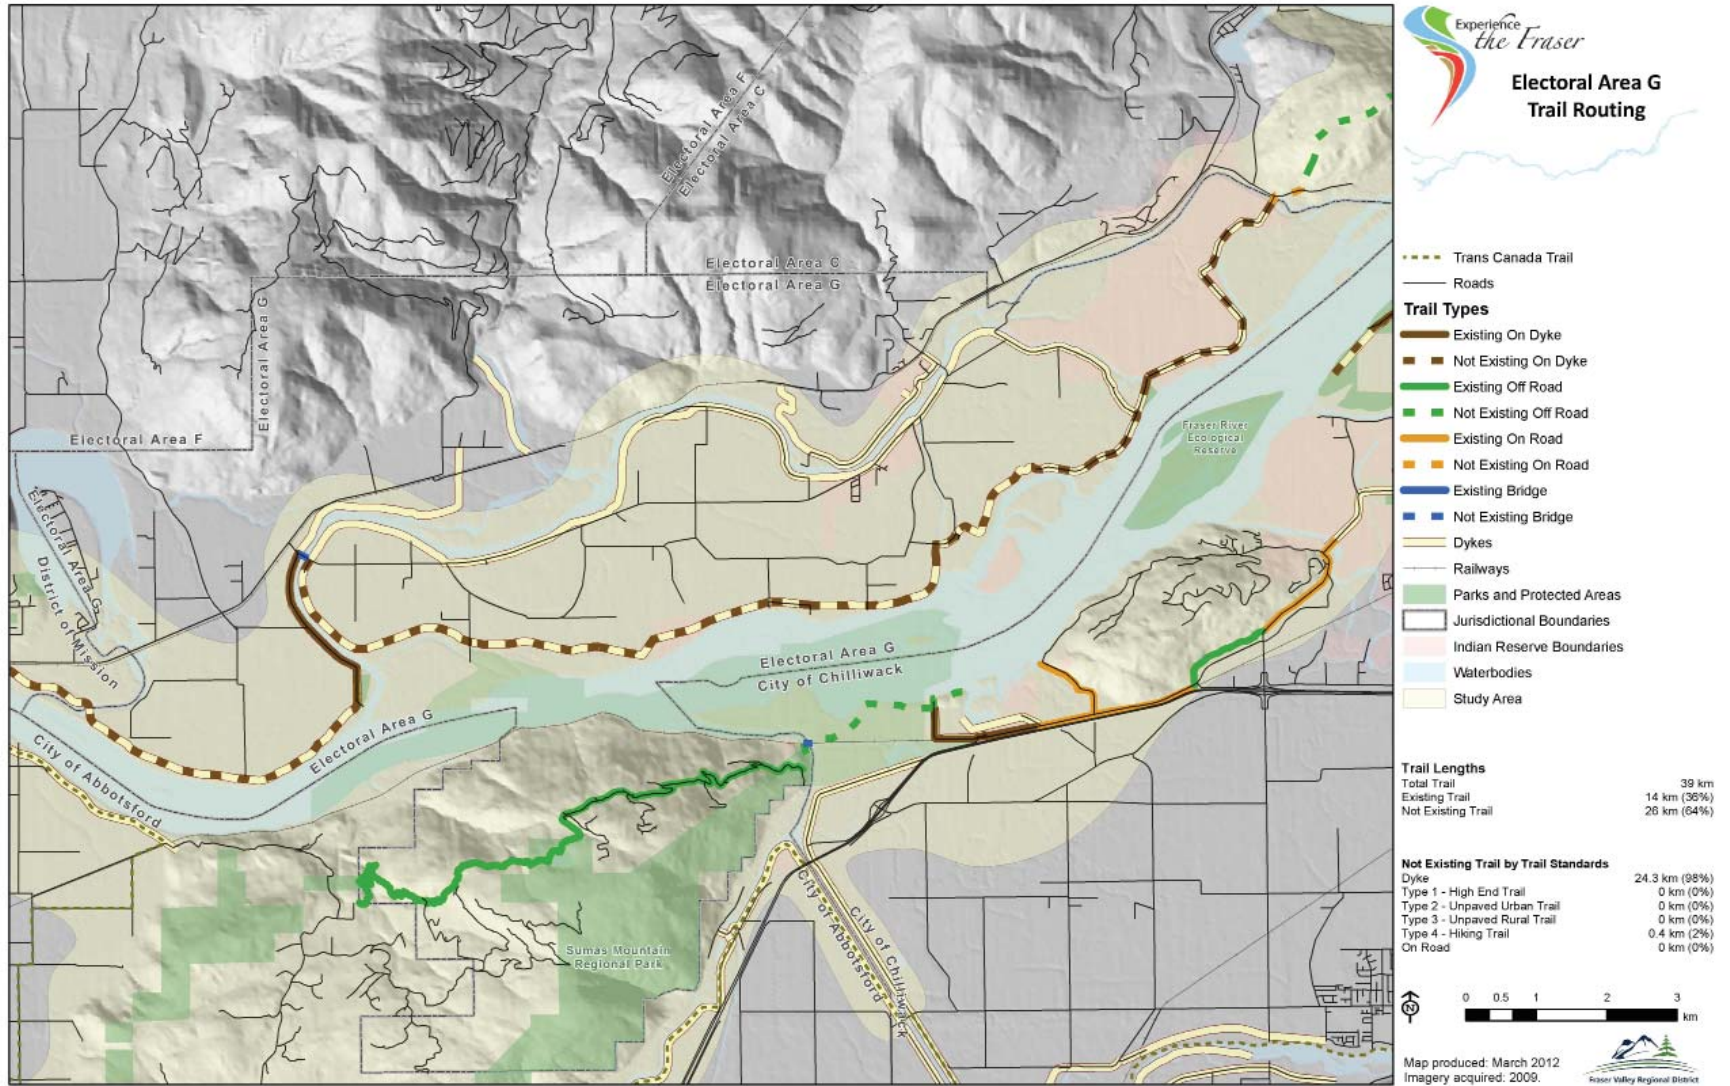 Experience
the Fraser
Electoral Area G
Trail Routing
Trans Canada Trail
Roads
Trail Types
Existing On Dyke
Not Existing On Dyke
Existing Off Road
Not Existing Off Road
Existing On Road
Not Existing On Road
Existing Bridge
Not Existing Bridge
Dykes
Railways
Parks and Protected Areas
Jurisdictional Boundaries
Indian Reserve Boundaries
Waterbodies
Study Area
Trail Lengths
Total Trail 39 km
Existing Trail 14 km (36%)
Not Existing Trail 26 km (64%)
Not Existing Trail by Trail Standards
Dyke 24.3 km (98%)
Type 1 - High End Trail 0 km (0%)
Type 2 - Unpaved Urban Trail 0 km (0%)
Type 3 - Unpaved Rural Trail 0 km (0%)
Type 4 - Hiking Trail 0.4 km (2%)
On Road 0 km (0%)
N
0 0.5 1 2 3
km
Map produced: March 2012
Imagery acquired: 2009.
Fraser Valley Regional District
Electoral Area F
Electoral Area C
Electoral Area C
Electoral Area G
Electoral Area G
Electoral Area F
Electoral Area G
District of Mission
Fraser River
Ecological
Reserve
Electoral Area G
City of Chilliwack
Electoral Area G
City of Abbotsford
City of Chilliwack
City of Abbotsford
Sumas Mountain
Regional Park